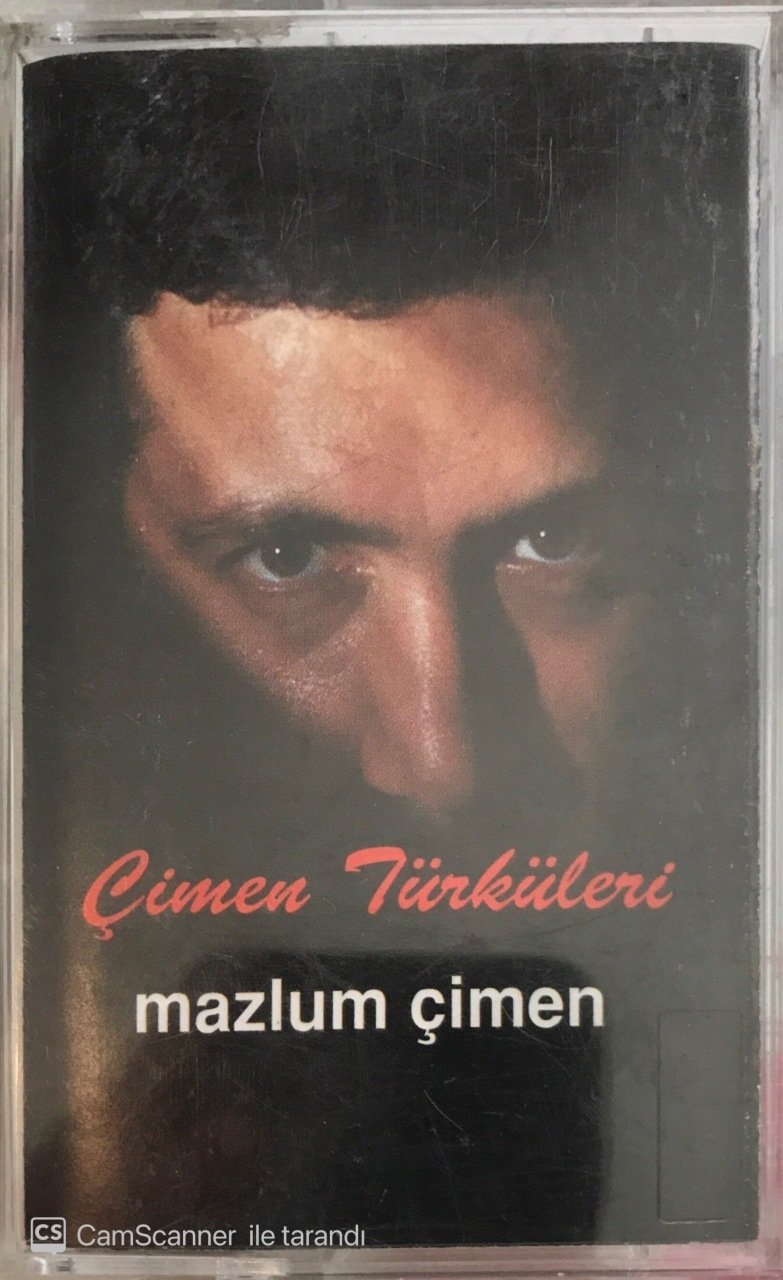 Çimen Türküleri
mazlum çimen
CS CamScanner ile tarandı